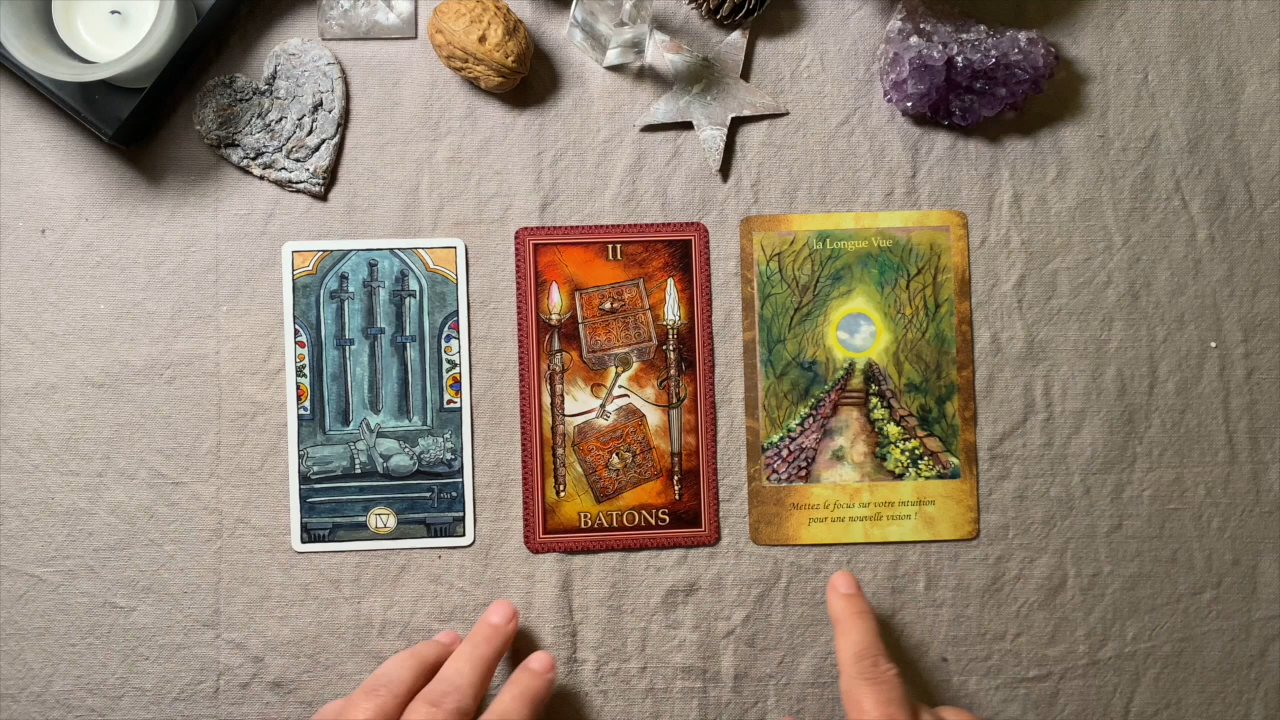 IV
II
BATONS
la Longue Vue
Mettez le focus sur votre intuition
pour une nouvelle vision !